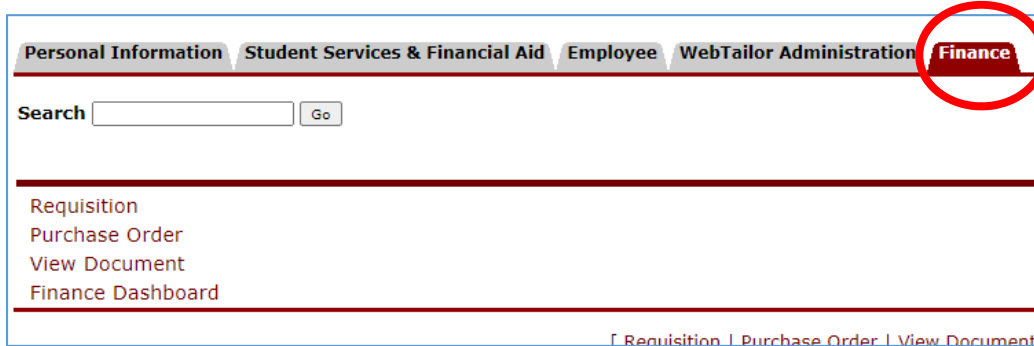 Personal Information Student Services & Financial Aid Employee WebTailor Administration Finance
Search Go
Requisition
Purchase Order
View Document
Finance Dashboard
[ Requisition | Purchase Order | View Document